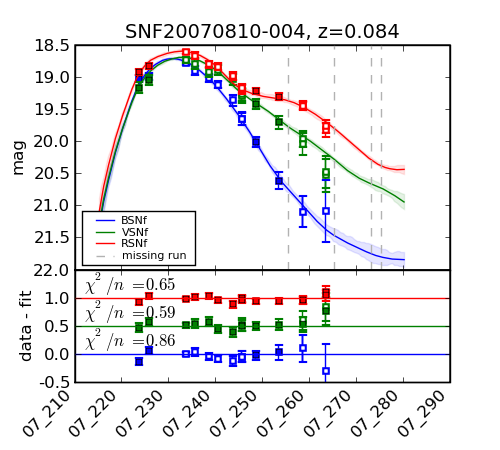 SNF20070810-004, z=0.084
18.5
19.0
19.5
20.0
20.5
21.0
21.5
22.0
mag
BSNf
VSNf
RSNf
missing run
χ² /n =0.65
χ² /n =0.59
χ² /n =0.86
1.0
0.5
0.0
-0.5
data - fit
07_210
07_220
07_230
07_240
07_250
07_260
07_270
07_280
07_290